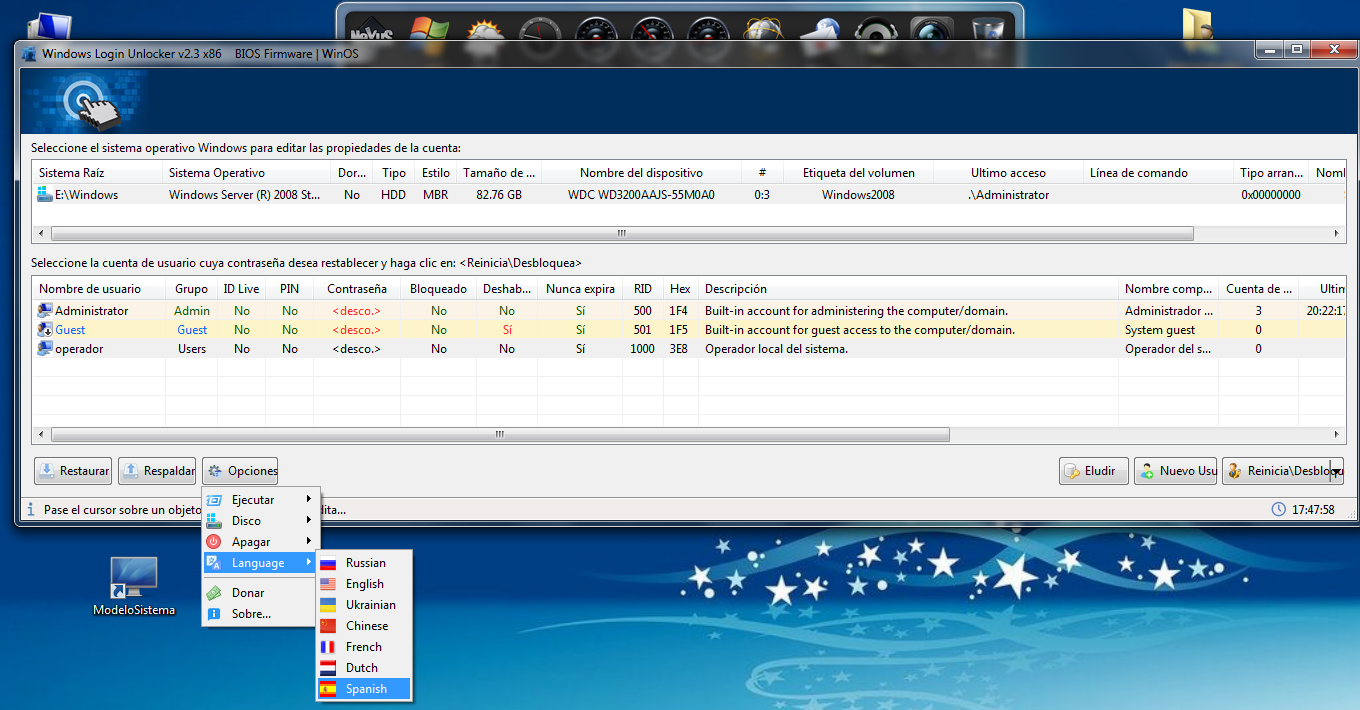 NoVuS
Windows Login Unlocker v2.3 x86 BIOS Firmware | WinOS
Seleccione el sistema operativo Windows para editar las propiedades de la cuenta:
Sistema Raíz Sistema Operativo Dor... Tipo Estilo Tamaño de ... Nombre del dispositivo # Etiqueta del volumen Ultimo acceso Línea de comando Tipo arran...
E:\Windows Windows Server (R) 2008 St... No HDD MBR 82.76 GB WDC WD3200AAJS-55M0A0 0:3 Windows2008 .\Administrator 0x00000000
Seleccione la cuenta de usuario cuya contraseña desea restablecer y haga clic en: <Reinicia\Desbloquea>
Nombre de usuario Grupo ID Live PIN Contraseña Bloqueado Deshab... Nunca expira RID Hex Descripción Nombre comp... Cuenta de ...
Administrator Admin No No <desco.> No No Sí 500 1F4 Built-in account for administering the computer/domain. Administrador ... 3 20:22:17
Guest Guest No No <desco.> No Sí Sí 501 1F5 Built-in account for guest access to the computer/domain. System guest 0
operador Users No No <desco.> No No Sí 1000 3E8 Operador local del sistema. Operador del s... 0
Restaurar Respaldar Opciones Eludir Nuevo Usu Reinicia\Desbloqu
Pase el cursor sobre un objeto dita... 17:47:58
Ejecutar
Disco
Apagar
Language
Donar
Sobre...
Russian
English
Ukrainian
Chinese
French
Dutch
Spanish
ModeloSistema